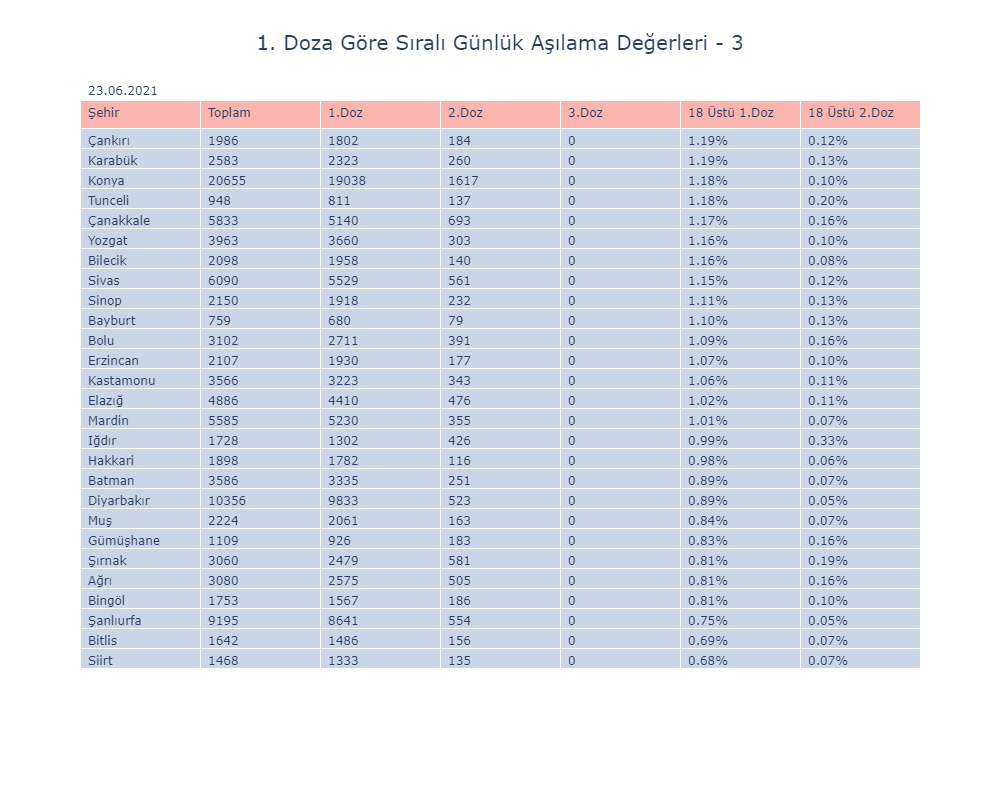 1. Doza Göre Sıralı Günlük Aşılama Değerleri - 3
23.06.2021
Şehir Toplam 1.Doz 2.Doz 3.Doz 18 Üstü 1.Doz 18 Üstü 2.Doz
Çankırı 1986 1802 184 0 1.19% 0.12%
Karabük 2583 2323 260 0 1.19% 0.13%
Konya 20655 19038 1617 0 1.18% 0.10%
Tunceli 948 811 137 0 1.18% 0.20%
Çanakkale 5833 5140 693 0 1.17% 0.16%
Yozgat 3963 3660 303 0 1.16% 0.10%
Bilecik 2098 1958 140 0 1.16% 0.08%
Sivas 6090 5529 561 0 1.15% 0.12%
Sinop 2150 1918 232 0 1.11% 0.13%
Bayburt 759 680 79 0 1.10% 0.13%
Bolu 3102 2711 391 0 1.09% 0.16%
Erzincan 2107 1930 177 0 1.07% 0.10%
Kastamonu 3566 3223 343 0 1.06% 0.11%
Elazığ 4886 4410 476 0 1.02% 0.11%
Mardin 5585 5230 355 0 1.01% 0.07%
Iğdır 1728 1302 426 0 0.99% 0.33%
Hakkari 1898 1782 116 0 0.98% 0.06%
Batman 3586 3335 251 0 0.89% 0.07%
Diyarbakır 10356 9833 523 0 0.89% 0.05%
Muş 2224 2061 163 0 0.84% 0.07%
Gümüşhane 1109 926 183 0 0.83% 0.16%
Şırnak 3060 2479 581 0 0.81% 0.19%
Ağrı 3080 2575 505 0 0.81% 0.16%
Bingöl 1753 1567 186 0 0.81% 0.10%
Şanlıurfa 9195 8641 554 0 0.75% 0.05%
Bitlis 1642 1486 156 0 0.69% 0.07%
Siirt 1468 1333 135 0 0.68% 0.07%